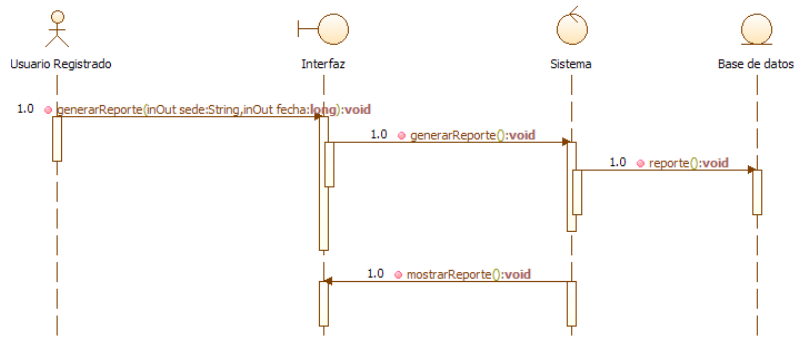 Usuario Registrado
Interfaz
Sistema
Base de datos
1.0 generarReporte(inOut sede:String,inOut fecha:long):void
1.0 generarReporte():void
1.0 reporte():void
1.0 mostrarReporte():void